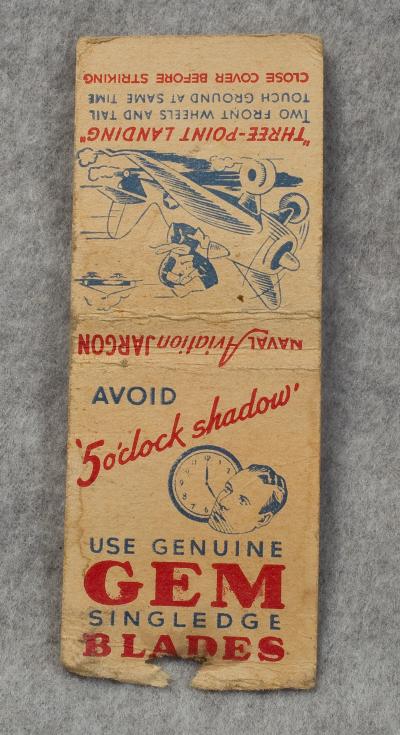 CLOSE COVER BEFORE STRIKING
"THREE-POINT LANDING"
TWO FRONT WHEELS AND TAIL
TOUCH GROUND AT SAME TIME
NAVAL Aviation JARGON
AVOID
'5 o'clock shadow'
USE GENUINE
GEM
SINGLEDGE
BLADES